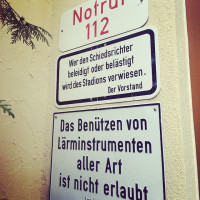 Notruf
112
Wer den Schiedsrichter
beleidigt oder belästigt
wird des Stadions verwiesen.
Der Vorstand
Das Benützen von
Lärminstrumenten
aller Art
ist nicht erlaubt